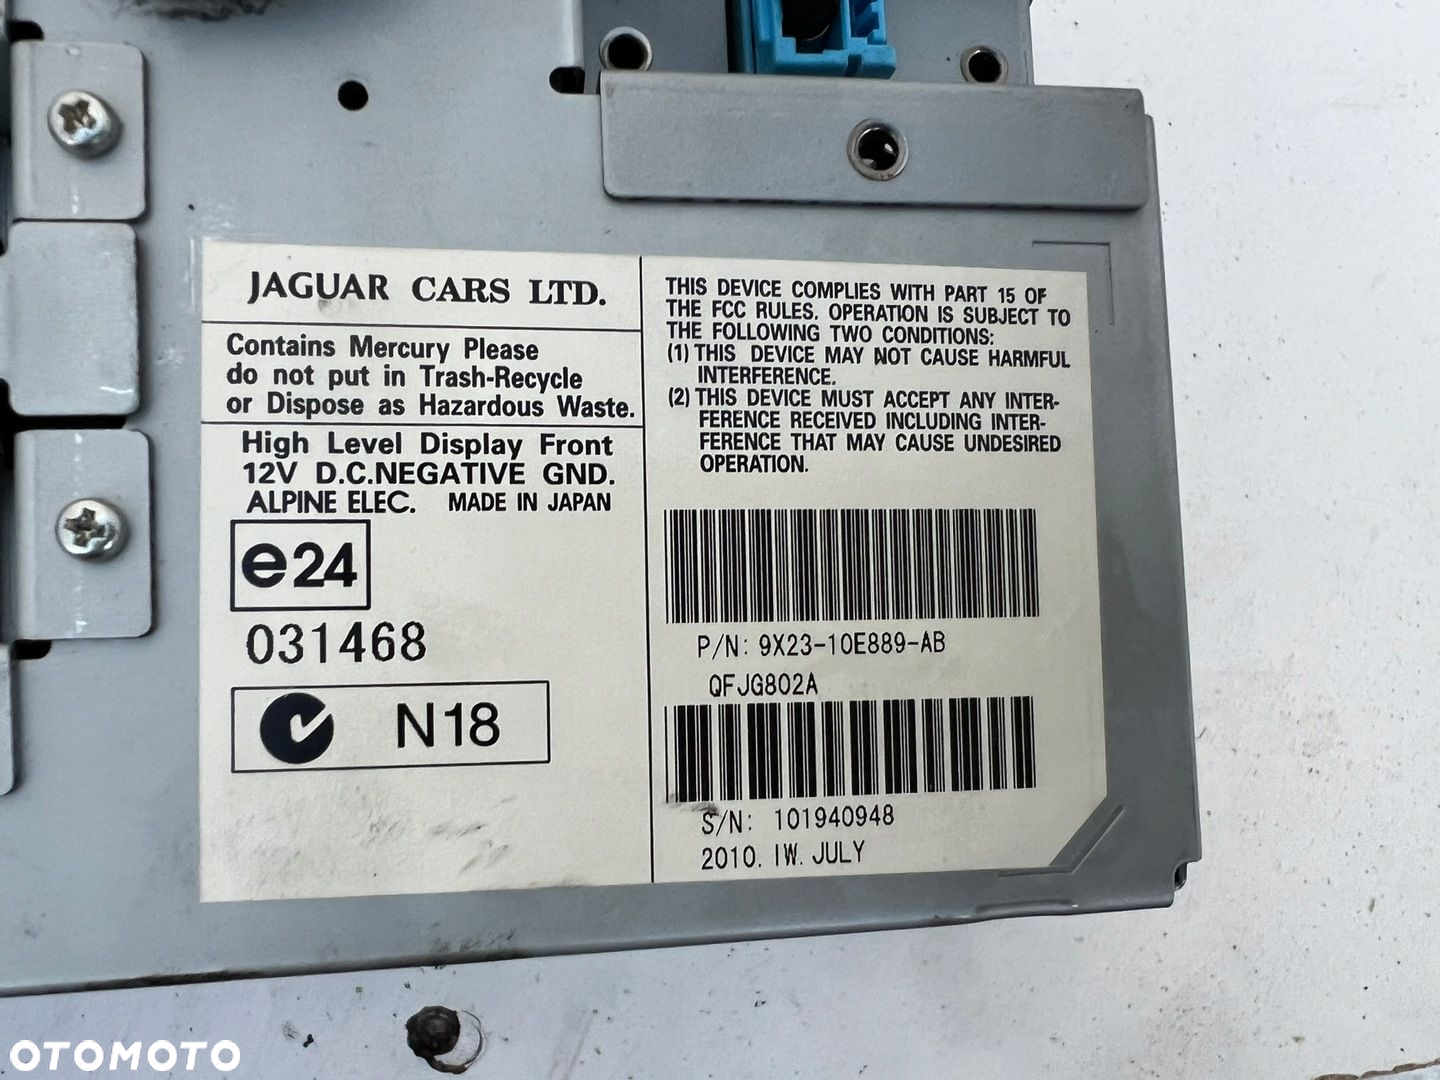 JAGUAR CARS LTD.
Contains Mercury Please
do not put in Trash-Recycle
or Dispose as Hazardous Waste.
High Level Display Front
12V D.C.NEGATIVE GND.
ALPINE ELEC. MADE IN JAPAN
e24
031468
N18
THIS DEVICE COMPLIES WITH PART 15 OF
THE FCC RULES. OPERATION IS SUBJECT TO
THE FOLLOWING TWO CONDITIONS:
(1) THIS DEVICE MAY NOT CAUSE HARMFUL
INTERFERENCE.
(2) THIS DEVICE MUST ACCEPT ANY INTER-
FERENCE RECEIVED INCLUDING INTER-
FERENCE THAT MAY CAUSE UNDESIRED
OPERATION.
P/N: 9X23-10E889-AB
QFJG802A
S/N: 101940948
2010. IW. JULY
OTOMOTO